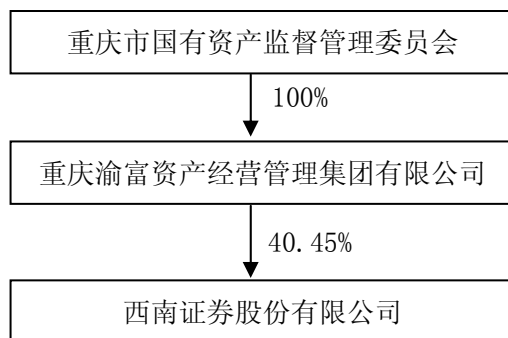 重庆市国有资产监督管理委员会
100%
重庆渝富资产经营管理集团有限公司
40.45%
西南证券股份有限公司